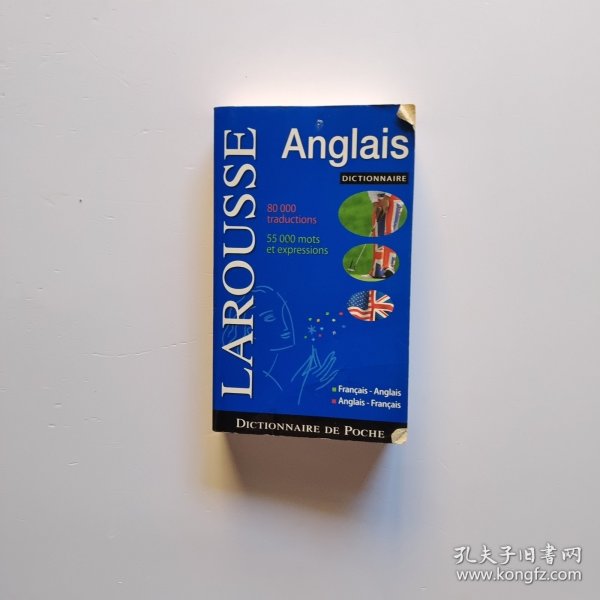 LAROUSSE
Anglais
DICTIONNAIRE
80 000
traductions
55 000 mots
et expressions
Français - Anglais
Anglais - Français
DICTIONNAIRE DE POCHE
孔夫子旧书网
www.kongfz.com